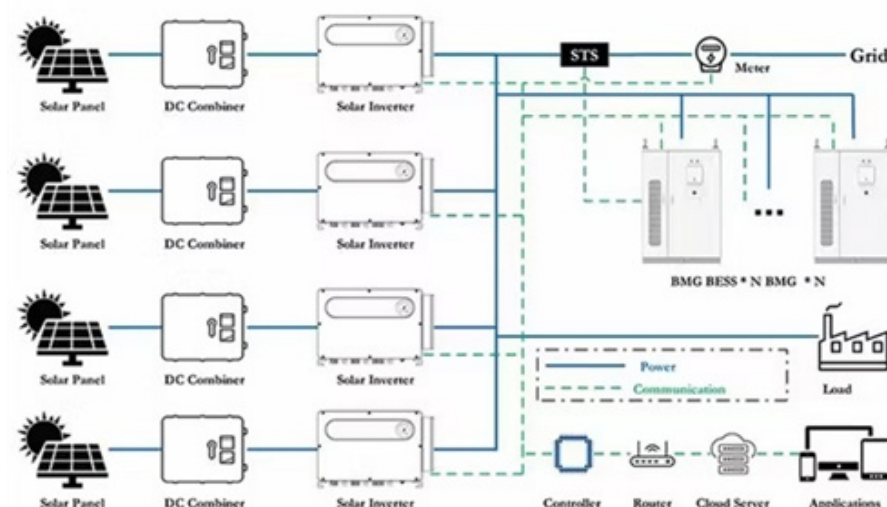 STS
Meter
Grid
Solar Panel DC Combiner Solar Inverter
Solar Panel DC Combiner Solar Inverter
BMG BESS * N BMG * N
Solar Panel DC Combiner Solar Inverter
Power
Communication
Load
Solar Panel DC Combiner Solar Inverter
Controller Router Cloud Server Applications